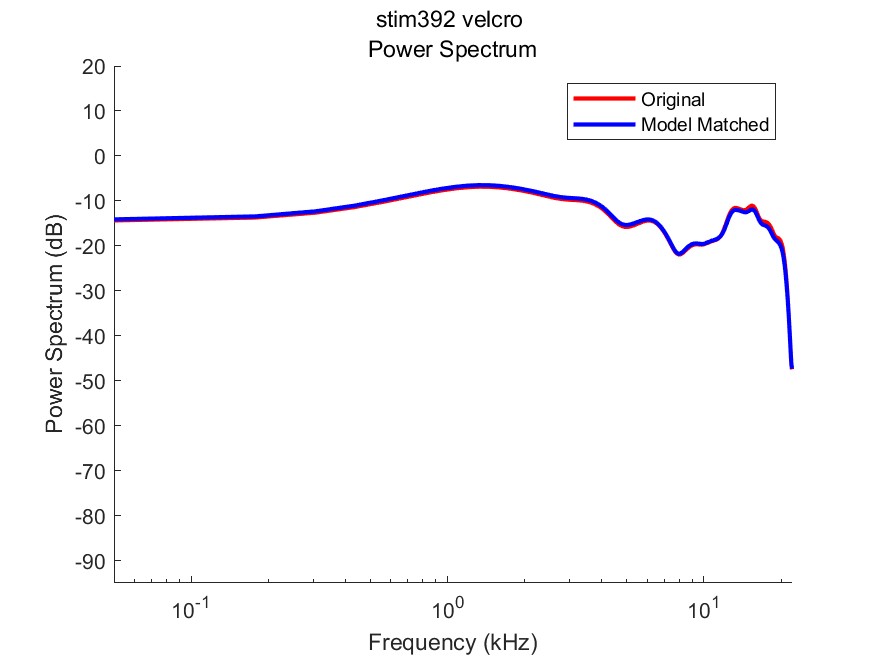 stim392 velcro
Power Spectrum
20
10
0
-10
-20
-30
-40
-50
-60
-70
-80
-90
Power Spectrum (dB)
Original
Model Matched
10^-1
10^0
10^1
Frequency (kHz)